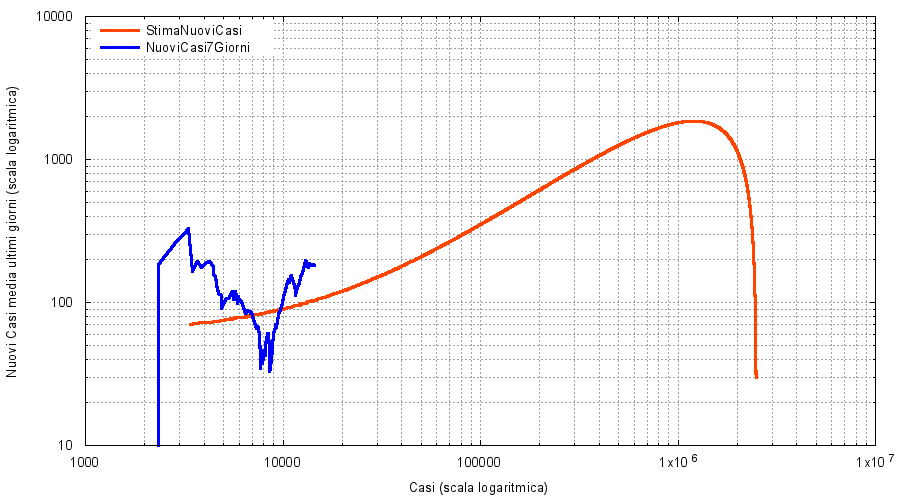 10000
StimaNuoviCasi
NuoviCasi7Giorni
1000
100
10
Nuovi Casi media ultimi giorni (scala logaritmica)
1000 10000 100000 1x10 6 1x10 7
Casi (scala logaritmica)